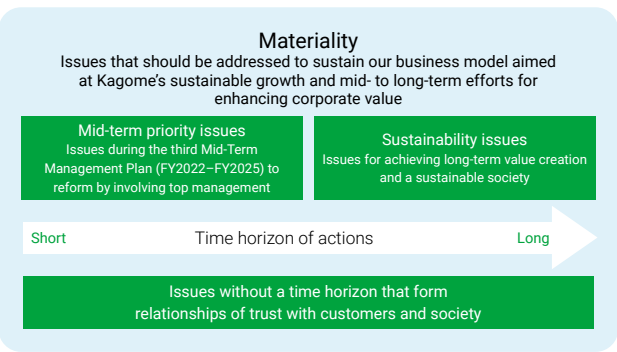 Materiality
Issues that should be addressed to sustain our business model aimed
at Kagome's sustainable growth and mid- to long-term efforts for
enhancing corporate value
Mid-term priority issues
Issues during the third Mid-Term
Management Plan (FY2022–FY2025) to
reform by involving top management
Sustainability issues
Issues for achieving long-term value creation
and a sustainable society
Short
Time horizon of actions
Long
Issues without a time horizon that form
relationships of trust with customers and society